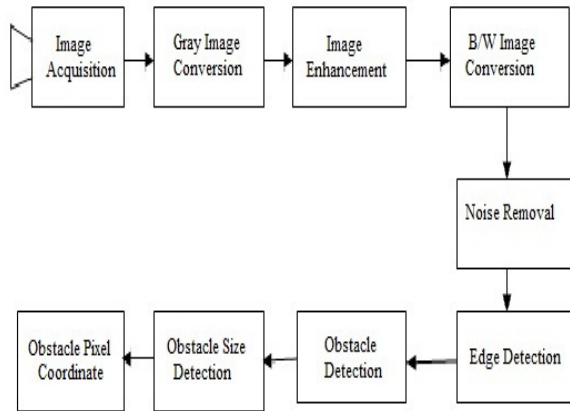 Image
Acquisition
Gray Image
Conversion
Image
Enhancement
B/W Image
Conversion
Noise Removal
Edge Detection
Obstacle
Detection
Obstacle Size
Detection
Obstacle Pixel
Coordinate